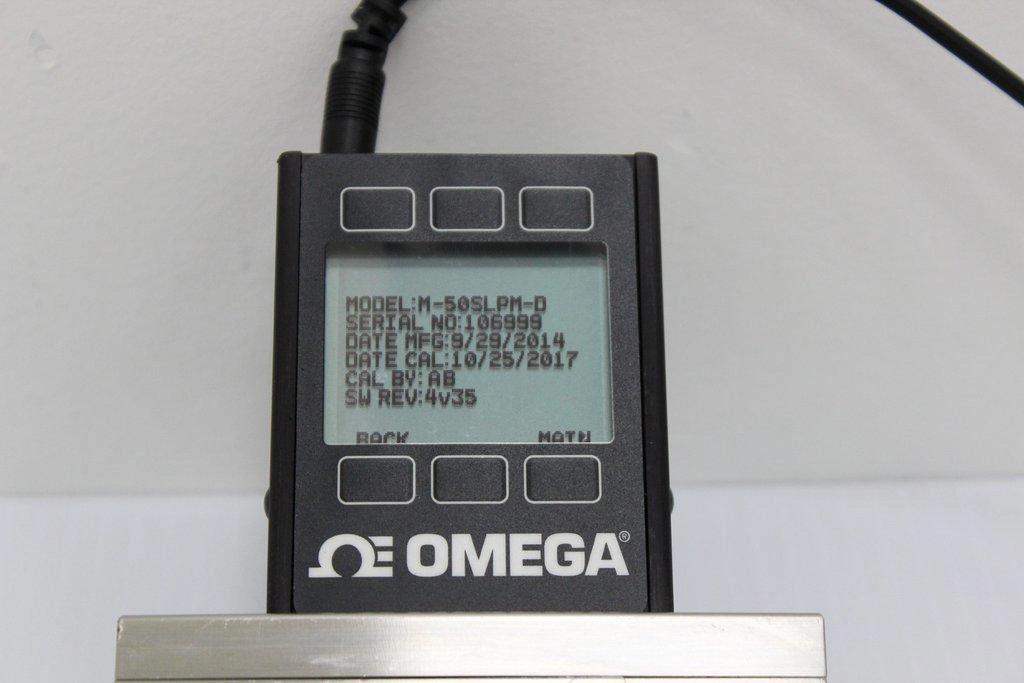 MODEL:M-50SLPM-D
SERIAL NO:106999
DATE MFG:9/29/2014
DATE CAL:10/25/2017
CAL BY: AB
SW REV:4v35
BACK MAIN
OMEGA®